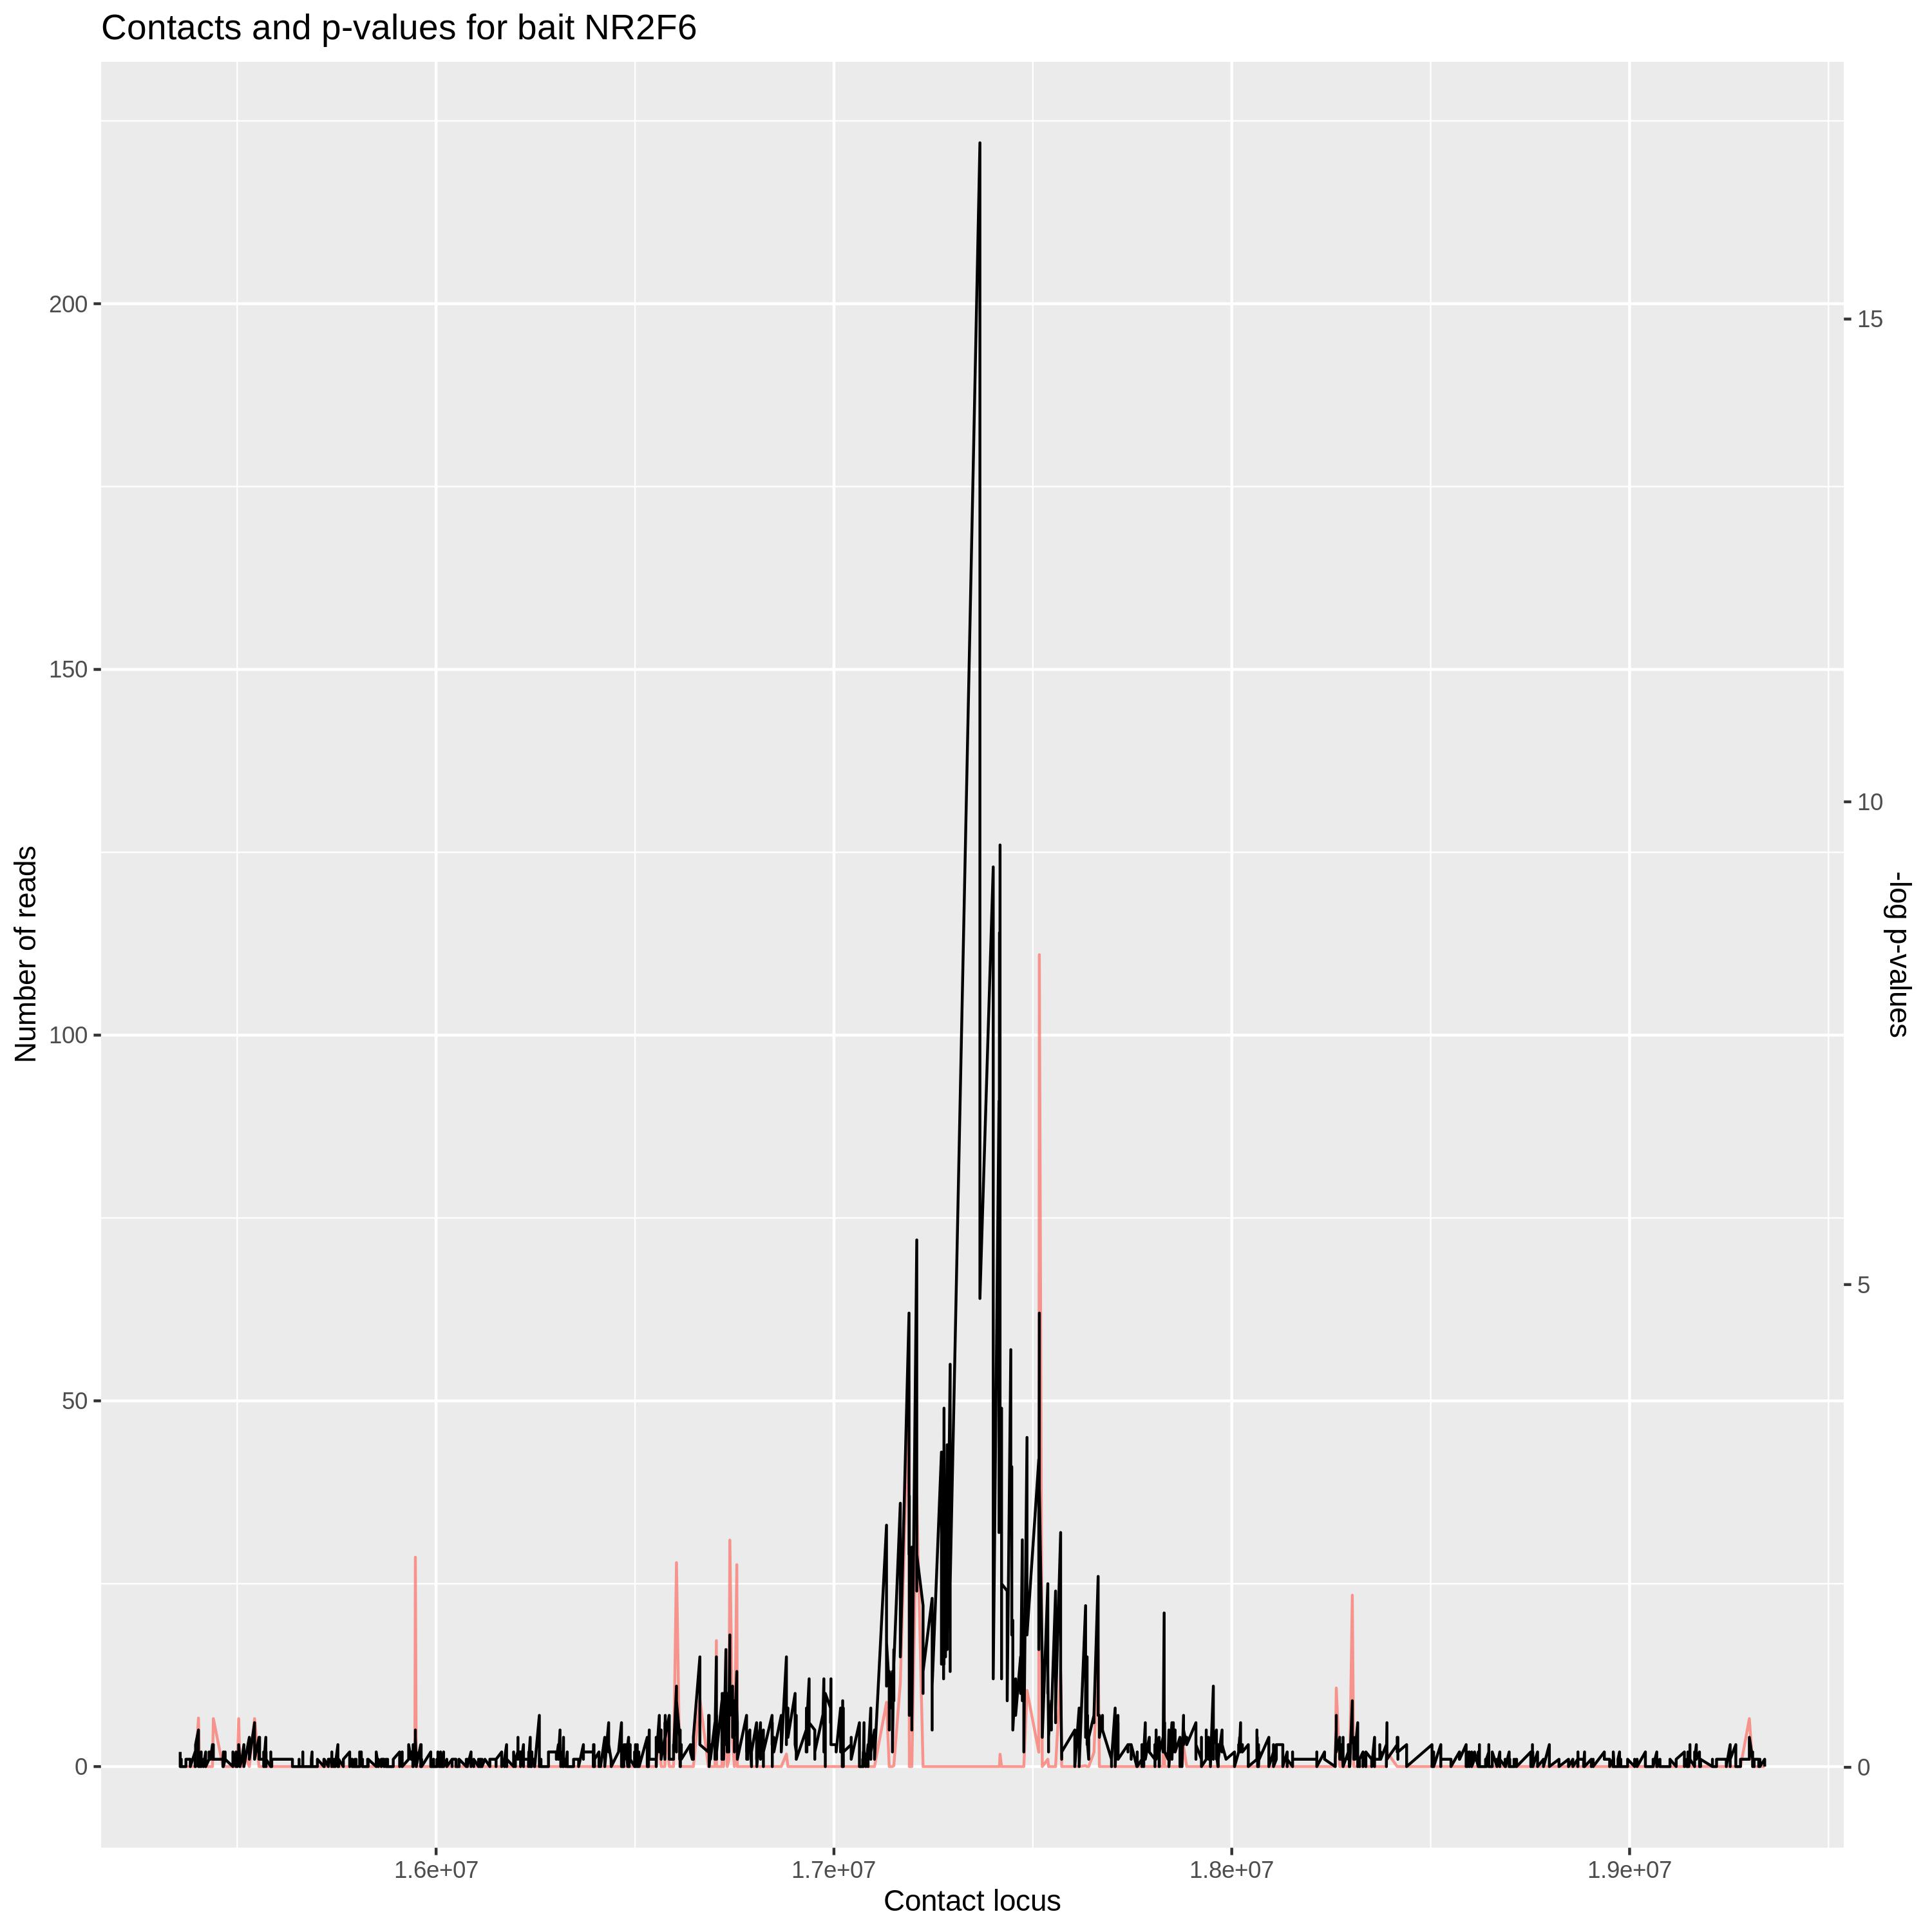 Contacts and p-values for bait NR2F6
Number of reads
200
150
100
50
0
15
10
5
0
-log p-values
1.6e+07
1.7e+07
1.8e+07
1.9e+07
Contact locus